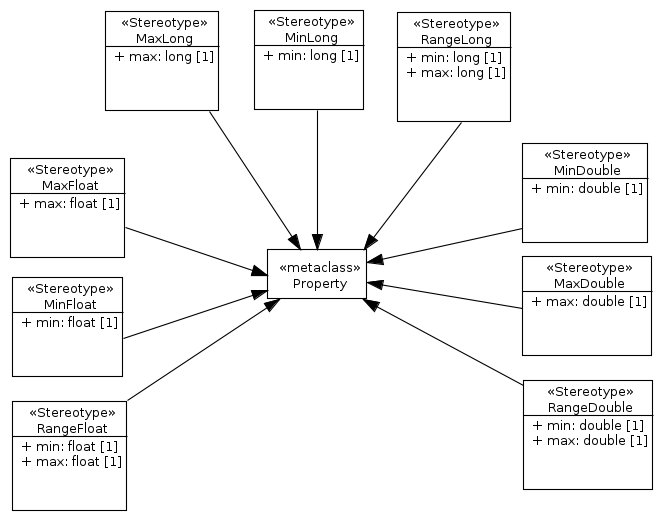 «Stereotype»
MaxLong
+ max: long [1]
«Stereotype»
MinLong
+ min: long [1]
«Stereotype»
RangeLong
+ min: long [1]
+ max: long [1]
«Stereotype»
MaxFloat
+ max: float [1]
«Stereotype»
MinDouble
+ min: double [1]
«metaclass»
Property
«Stereotype»
MinFloat
+ min: float [1]
«Stereotype»
MaxDouble
+ max: double [1]
«Stereotype»
RangeFloat
+ min: float [1]
+ max: float [1]
«Stereotype»
RangeDouble
+ min: double [1]
+ max: double [1]